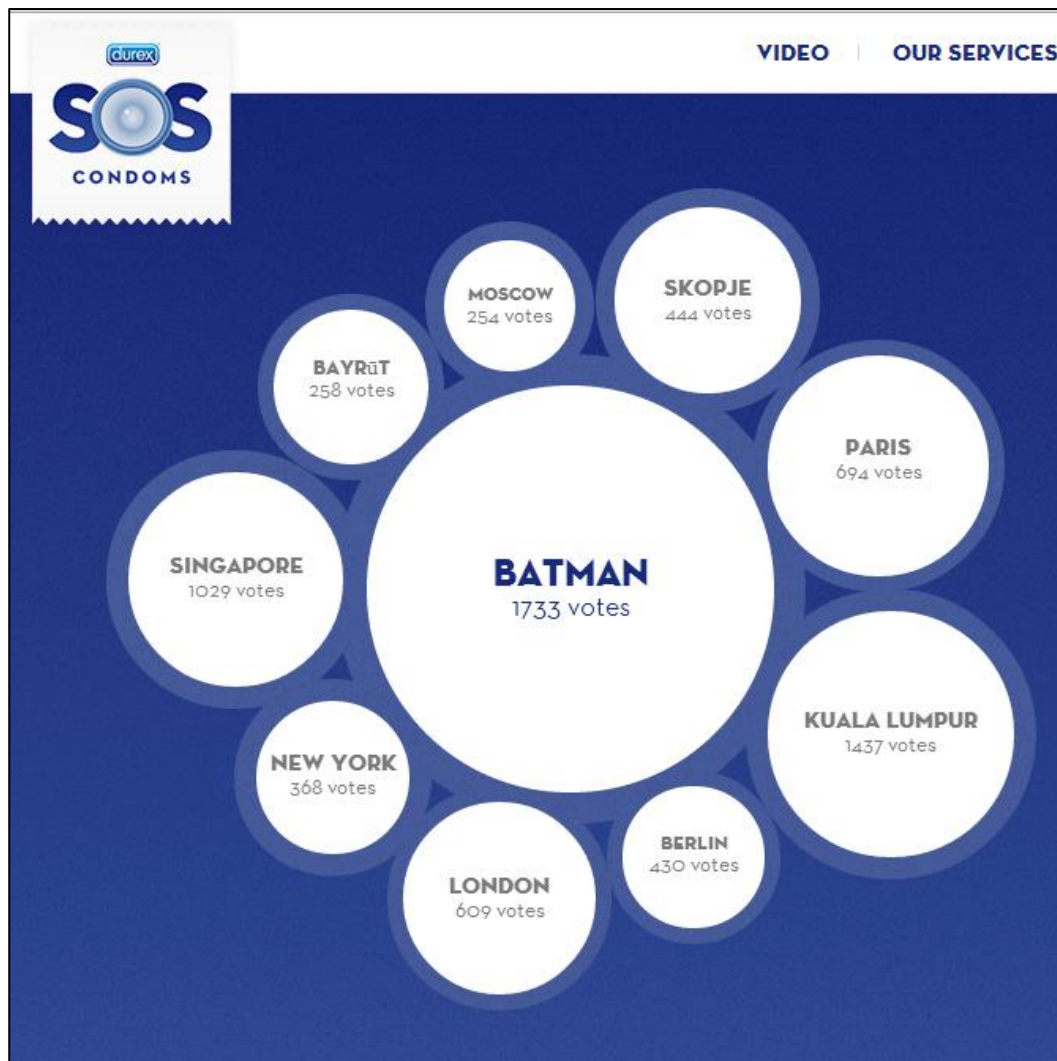 durex
SOS
CONDOMS
VIDEO
OUR SERVICES
MOSCOW
254 votes
SKOPJE
444 votes
BAYRūT
258 votes
PARIS
694 votes
SINGAPORE
1029 votes
BATMAN
1733 votes
KUALA LUMPUR
1437 votes
NEW YORK
368 votes
BERLIN
430 votes
LONDON
609 votes